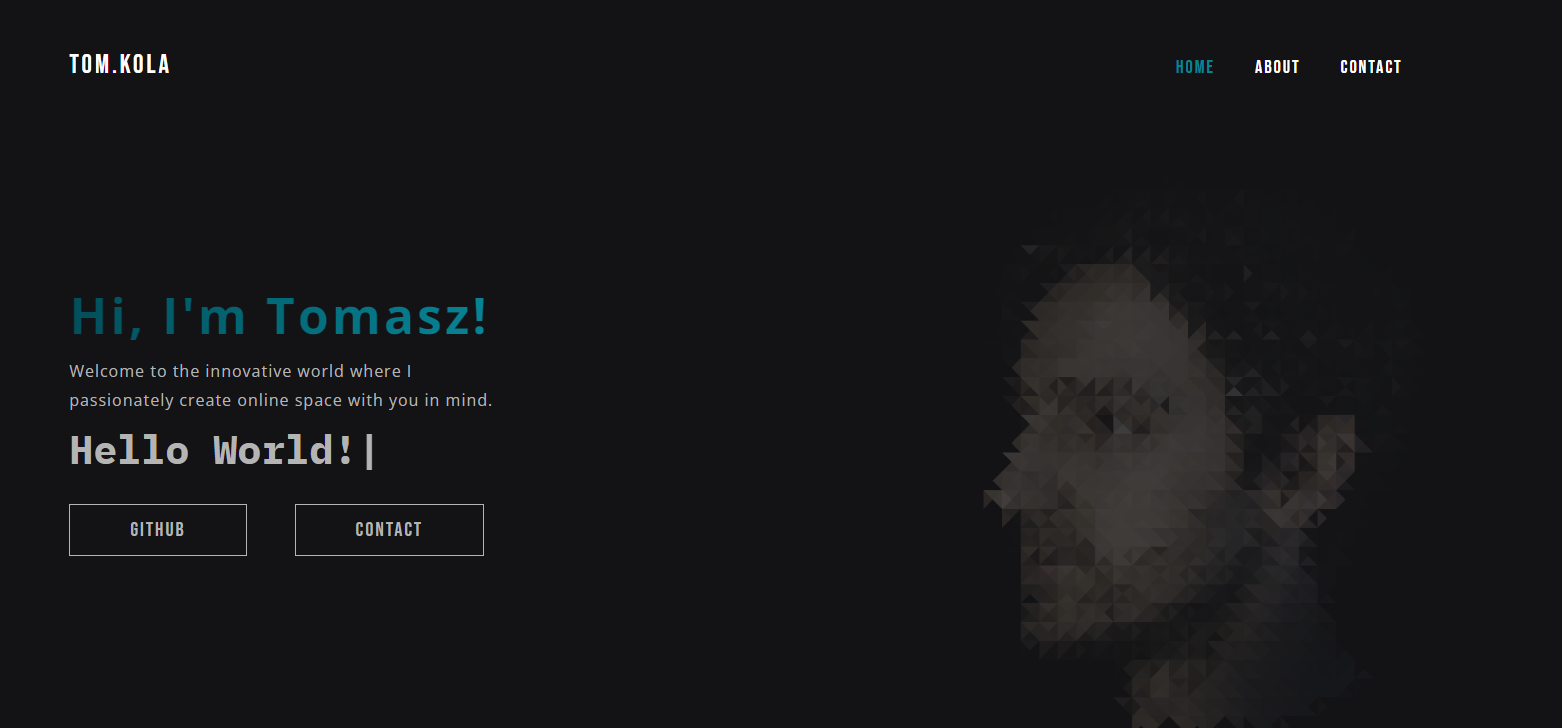 TOM.KOLA
HOME ABOUT CONTACT
Hi, I'm Tomasz!
Welcome to the innovative world where I
passionately create online space with you in mind.
Hello World!|
GITHUB CONTACT